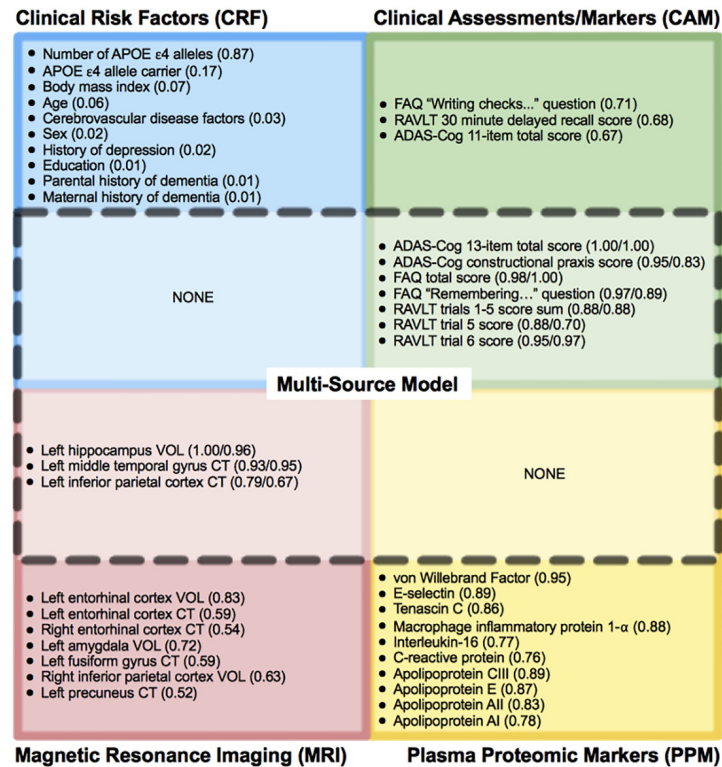 Clinical Risk Factors (CRF)
Clinical Assessments/Markers (CAM)
• Number of APOE ε4 alleles (0.87)
• APOE ε4 allele carrier (0.17)
• Body mass index (0.07)
• Age (0.06)
• Cerebrovascular disease factors (0.03)
• Sex (0.02)
• History of depression (0.02)
• Education (0.01)
• Parental history of dementia (0.01)
• Maternal history of dementia (0.01)
• FAQ "Writing checks..." question (0.71)
• RAVLT 30 minute delayed recall score (0.68)
• ADAS-Cog 11-item total score (0.67)
NONE
• ADAS-Cog 13-item total score (1.00/1.00)
• ADAS-Cog constructional praxis score (0.95/0.83)
• FAQ total score (0.98/1.00)
• FAQ "Remembering…" question (0.97/0.89)
• RAVLT trials 1-5 score sum (0.88/0.88)
• RAVLT trial 5 score (0.88/0.70)
• RAVLT trial 6 score (0.95/0.97)
Multi-Source Model
• Left hippocampus VOL (1.00/0.96)
• Left middle temporal gyrus CT (0.93/0.95)
• Left inferior parietal cortex CT (0.79/0.67)
NONE
• Left entorhinal cortex VOL (0.83)
• Left entorhinal cortex CT (0.59)
• Right entorhinal cortex CT (0.54)
• Left amygdala VOL (0.72)
• Left fusiform gyrus CT (0.59)
• Right inferior parietal cortex VOL (0.63)
• Left precuneus CT (0.52)
• von Willebrand Factor (0.95)
• E-selectin (0.89)
• Tenascin C (0.86)
• Macrophage inflammatory protein 1-α (0.88)
• Interleukin-16 (0.77)
• C-reactive protein (0.76)
• Apolipoprotein CIII (0.89)
• Apolipoprotein E (0.87)
• Apolipoprotein AII (0.83)
• Apolipoprotein AI (0.78)
Magnetic Resonance Imaging (MRI)
Plasma Proteomic Markers (PPM)